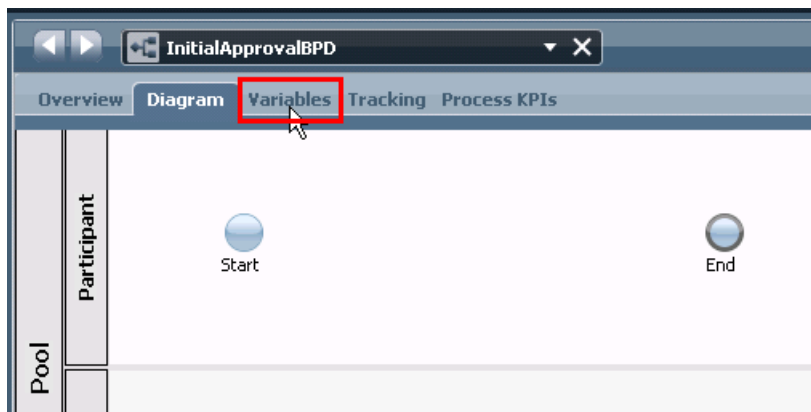 InitialApprovalBPD
Overview Diagram Variables Tracking Process KPIs
Participant
Start
End
Pool